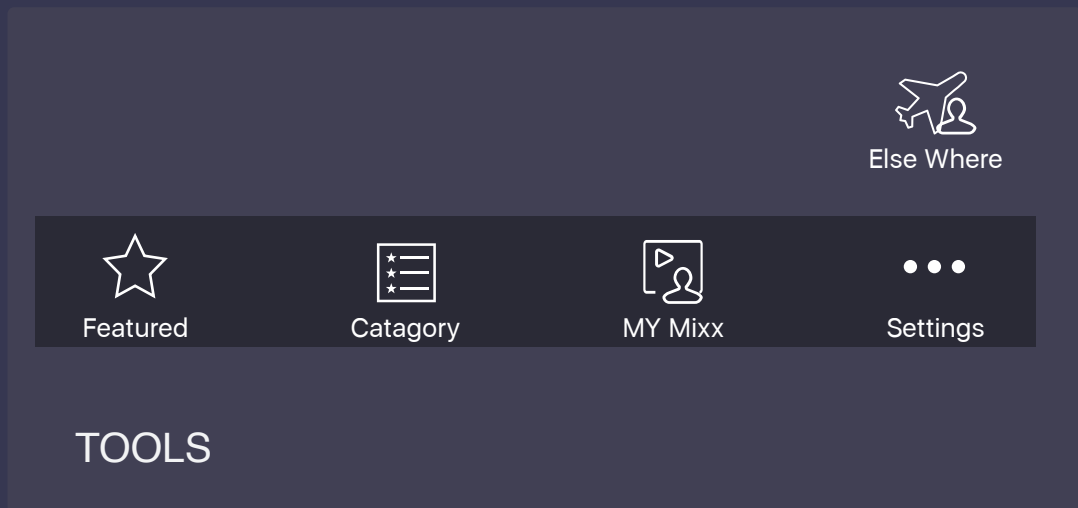 Else Where
Featured
Catagory
MY Mixx
Settings
TOOLS